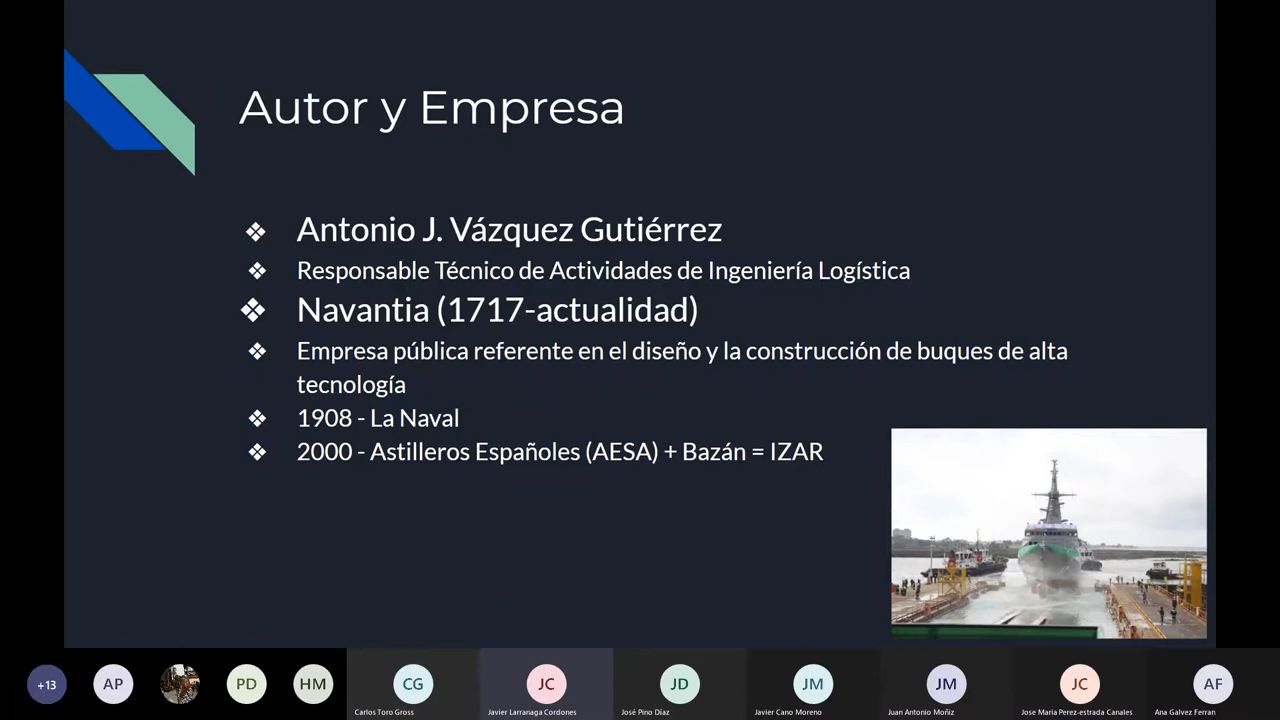 Autor y Empresa
❖ Antonio J. Vázquez Gutiérrez
❖ Responsable Técnico de Actividades de Ingeniería Logística
❖ Navantia (1717-actualidad)
❖ Empresa pública referente en el diseño y la construcción de buques de alta
tecnología
❖ 1908 - La Naval
❖ 2000 - Astilleros Españoles (AESA) + Bazán = IZAR
+13
AP
PD
HM
CG
JC
JD
JM
JM
JC
AF
Carlos Toro Gross
Javier Larranaga Cordones
José Pino Díaz
Javier Cano Moreno
Juan Antonio Moñiz
Jose Maria Perez-estrada Canales
Ana Galvez Ferran